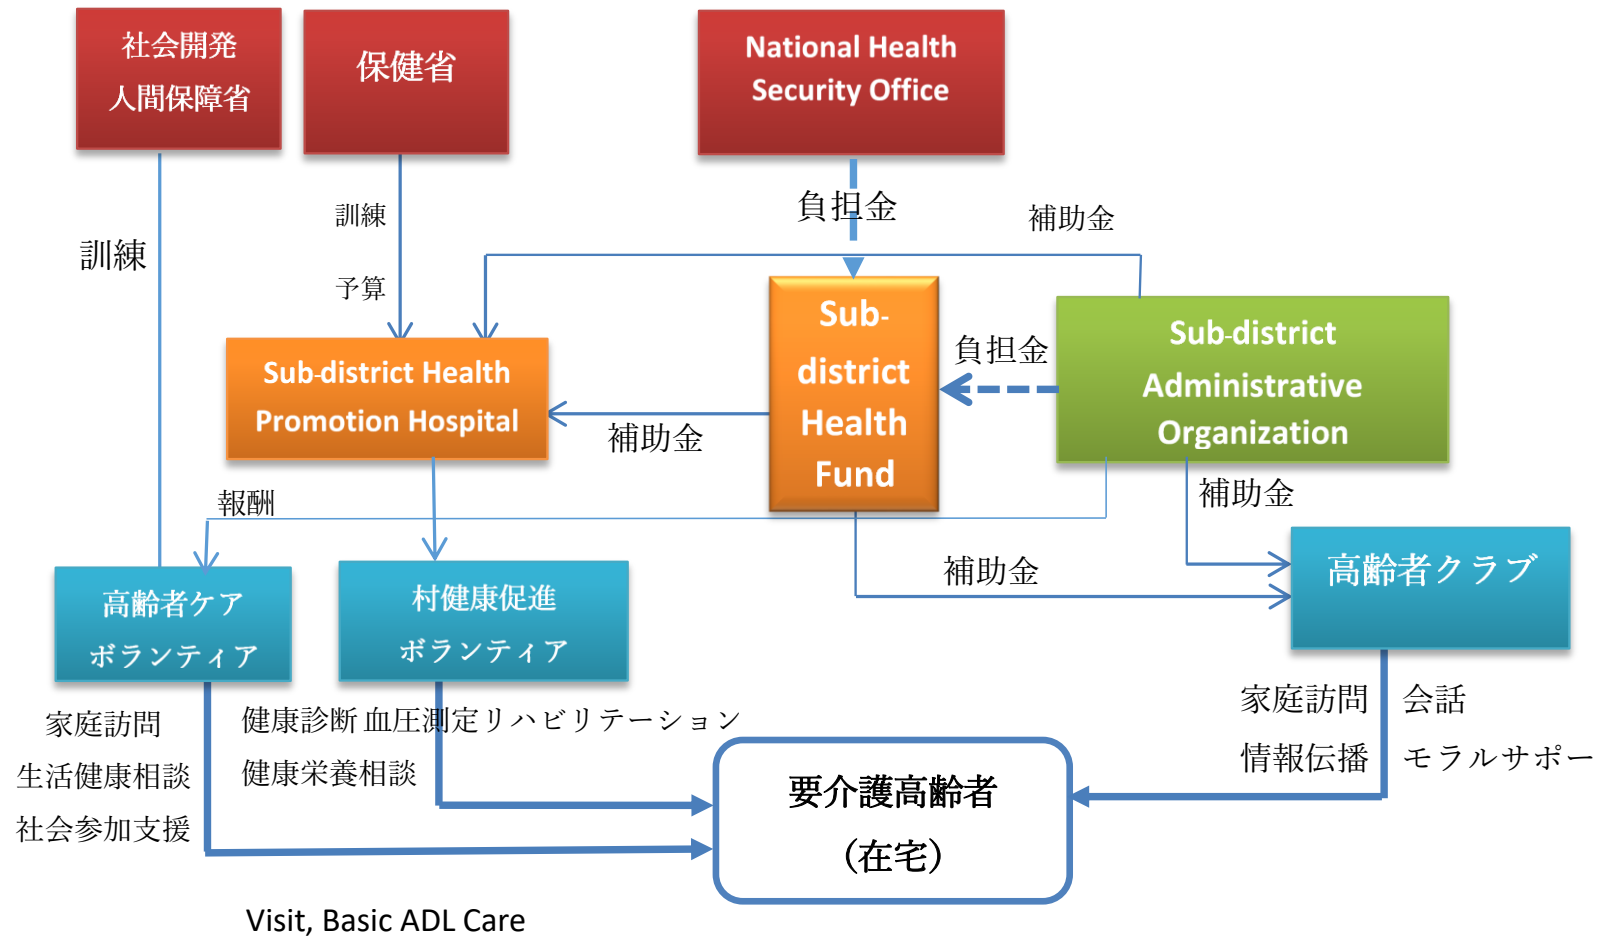 社会開発
人間保障省
保健省
National Health
Security Office
負担金
補助金
訓練
訓練
予算
Sub-
district
Health
Fund
Sub-district
Administrative
Organization
負担金
Sub-district Health
Promotion Hospital
補助金
補助金
報酬
補助金
高齢者クラブ
高齢者ケア
ボランティア
村健康促進
ボランティア
家庭訪問
生活健康相談
社会参加支援
健康診断 血圧測定リハビリテーション
健康栄養相談
家庭訪問 会話
情報伝播 モラルサポー
要介護高齢者
（在宅）
Visit, Basic ADL Care